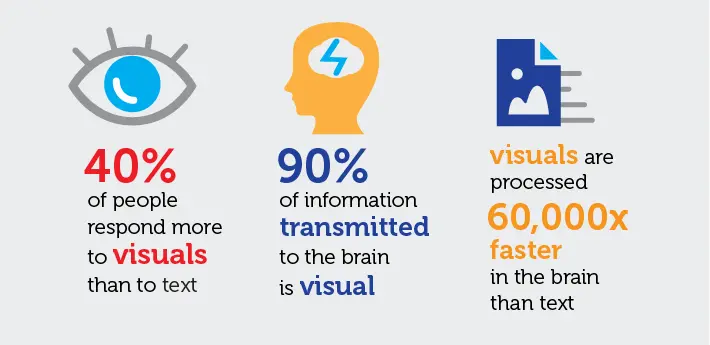 40%
of people
respond more
to visuals
than to text
90%
of information
transmitted
to the brain
is visual
visuals are
processed
60,000x
faster
in the brain
than text